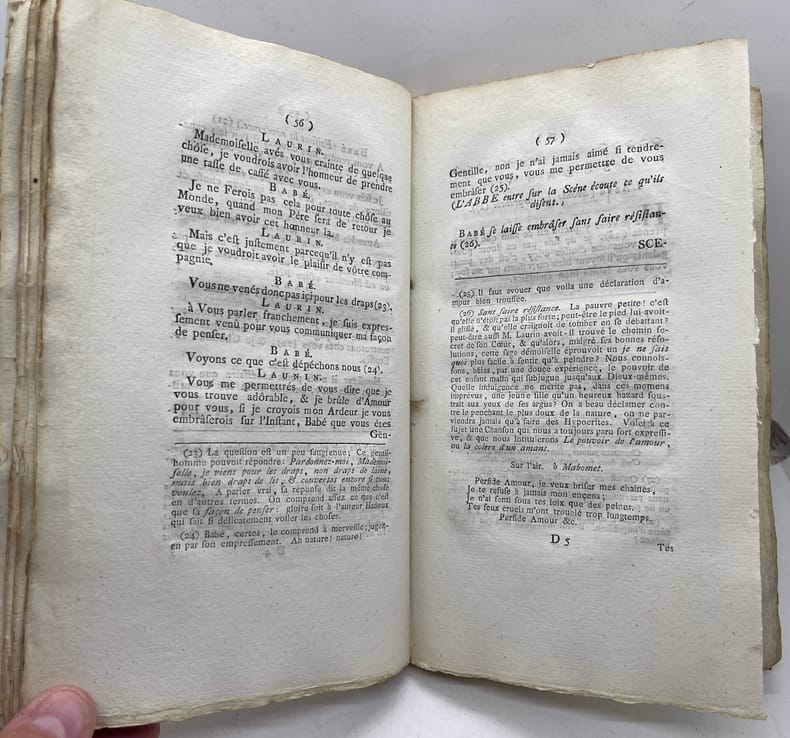 ( 56 )
LAURIN.
Mademoiselle avés vous crainte de quelque
chôse, je voudrois avoir l'honneur de prendre
une tasse de caffé avec vous.
BABÉ.
Je ne Ferois pas cela pour toute chôse au
Monde, quand mon Pére sera de retour je
veux bien avoir cet honneur la.
LAURIN.
Mais c'est justement parcequ'il n'y est pas
que je voudroit avoir le plaisir de vôtre com-
pagnie.
BABÉ.
Vous ne venés donc pas içi pour les draps (23).
LAURIN.
à Vous parler franchement, je suis expres-
sement venú pour vous communiquer ma façon
de penser.
BABÉ.
Voyons ce que c'est dépéchons nous (24).
LAUNIN.
Vous me permettrés de vous dire que je
vous trouve adorable, & je brûle d'Amour
pour vous, si je croyois mon Ardeur je vous
embrâserois sur l'Instant, Babé que vous étes
Gen-
(23) La question est un peu saugrenue; Ce genti-
homme pouvoit répondre: Pardonnez-moi, Mademoi-
selle, je viens pour les draps, non draps de laine,
mais bien draps de lit, & couvertes entore si vous
voulez. A parler vrai, sa réponse dit la même chose
en d'autres termes. On comprend assez ce que c'est
que sa façon de penser: gloire soit à l'auteur Hadoux
qui sait si délicatement voiler les choses.
(24) Babé, certes, le comprend à merveille; jugez-
en par son empressement. Ah nature! nature!
( 57 )
Gentille, non je n'ai jamais aimé si tendre-
ment que vous, vous me permette de vous
embrâser (25).
(L'ABBÉ entre sur la Scéne écoute ce qu'ils
disent.)
BABÉ se laisse embrâser sans faire résistan-
ce (26).
SCE-
(25) Il faut avouer que voila une déclaration d'a-
mour bien troussée.
(26) Sans faire résistance. La pauvre petite! c'est
qu'elle n'étoit pas la plus forte; peut-être le pied lui avoit-
il glissé, & qu'elle craignoit de tomber en se débattant?
peut-être aussi M. Laurin avoit-il trouvé le chemin se-
cret de son Cœur, & qu'alors, malgré ses bonnes réso-
lutions, cette sage démoiselle éprouvoit un je ne sais
quoi plus facile à sentir qu'à peindre? Nous connois-
sons, hélas, par une douce expérience, le pouvoir de
cet enfant malin qui subjugue jusqu'aux Dieux-mêmes.
Quelle indulgence ne mérite pas, dans ces momens
imprévus, une jeune fille qu'un heureux hazard sous-
trait aux yeux de ses argus? On a beau déclamer con-
tre le penchant le plus doux de la nature, on ne par-
viendra jamais qu'à faire des Hypocrites. Voici à ce
sujet une Chanson qui nous a toujours paru fort expressi-
ve, & que nous intitulerons Le pouvoir de l'amour,
ou la colère d'un amant.
Sur l'air. ô Mahomet.
Perfide Amour, je veux briser mes chaînes,
Je te refuse à jamais mon encens;
Je n'ai senti sous tes loix que des peines.
Tes feux cruels m'ont troublé trop longtemps.
Perfide Amour &c.
D 5
Tes